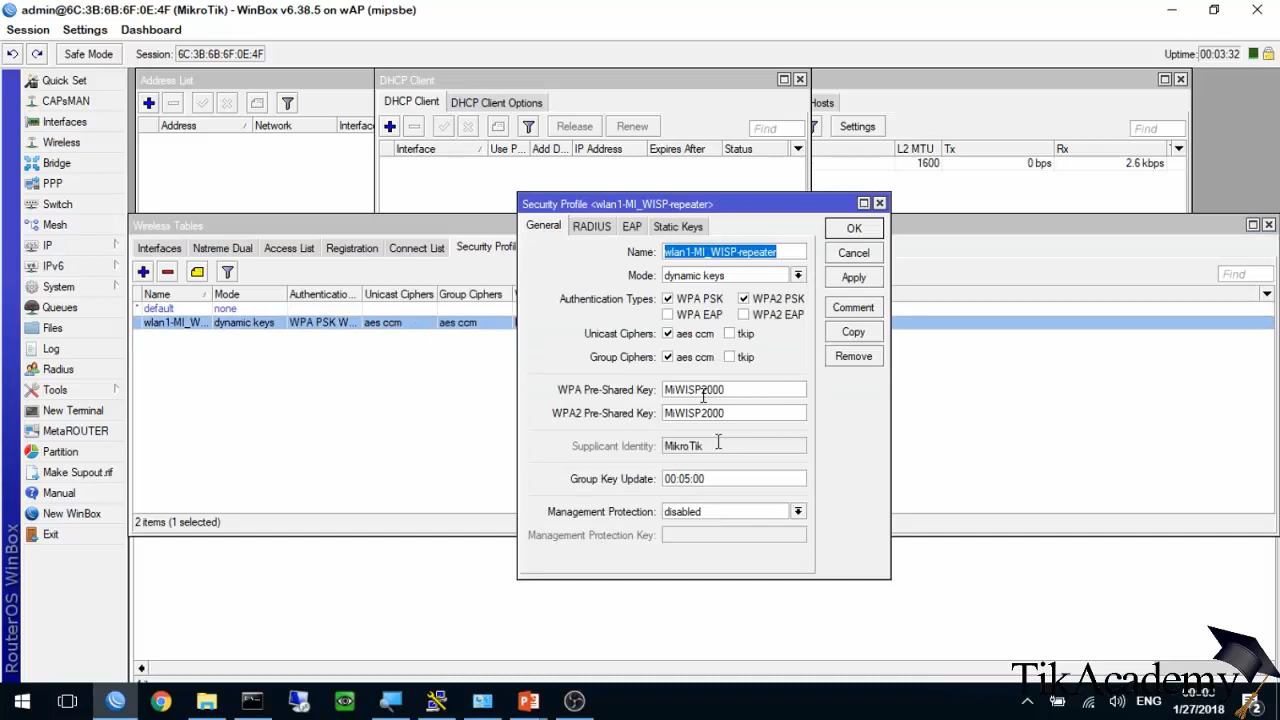 admin@6C:3B:6B:6F:0E:4F (MikroTik) - WinBox v6.38.5 on wAP (mipsbe)
Session Settings Dashboard
Safe Mode Session: 6C:3B:6B:6F:0E:4F Uptime: 00:03:32
RouterOS WinBox
Quick Set
CAPsMAN
Interfaces
Wireless
Bridge
PPP
Switch
Mesh
IP
IPv6
System
Queues
Files
Log
Radius
Tools
New Terminal
MetaROUTER
Partition
Make Supout.rif
Manual
New WinBox
Exit
Address List
Address Network Interface
DHCP Client
DHCP Client DHCP Client Options
Release Renew Find
Interface Use P... Add D... IP Address Expires After Status
Hosts
Settings Find
L2 MTU Tx Rx
1600 0 bps 2.6 kbps
Wireless Tables
Interfaces Nstreme Dual Access List Registration Connect List Security Profil
Find
Name Mode Authenticatio... Unicast Ciphers Group Ciphers
* default none
wlan1-MI_W... dynamic keys WPA PSK W... aes ccm aes ccm
2 items (1 selected)
Security Profile <wlan1-MI_WISP-repeater>
General RADIUS EAP Static Keys
Name: wlan1-MI_WISP-repeater
Mode: dynamic keys
Authentication Types: WPA PSK WPA2 PSK
WPA EAP WPA2 EAP
Unicast Ciphers: aes ccm tkip
Group Ciphers: aes ccm tkip
WPA Pre-Shared Key: MiWISP2000
WPA2 Pre-Shared Key: MiWISP2000
Supplicant Identity: MikroTik
Group Key Update: 00:05:00
Management Protection: disabled
Management Protection Key:
OK
Cancel
Apply
Comment
Copy
Remove
TikAcademy
ENG
1/27/2018
2